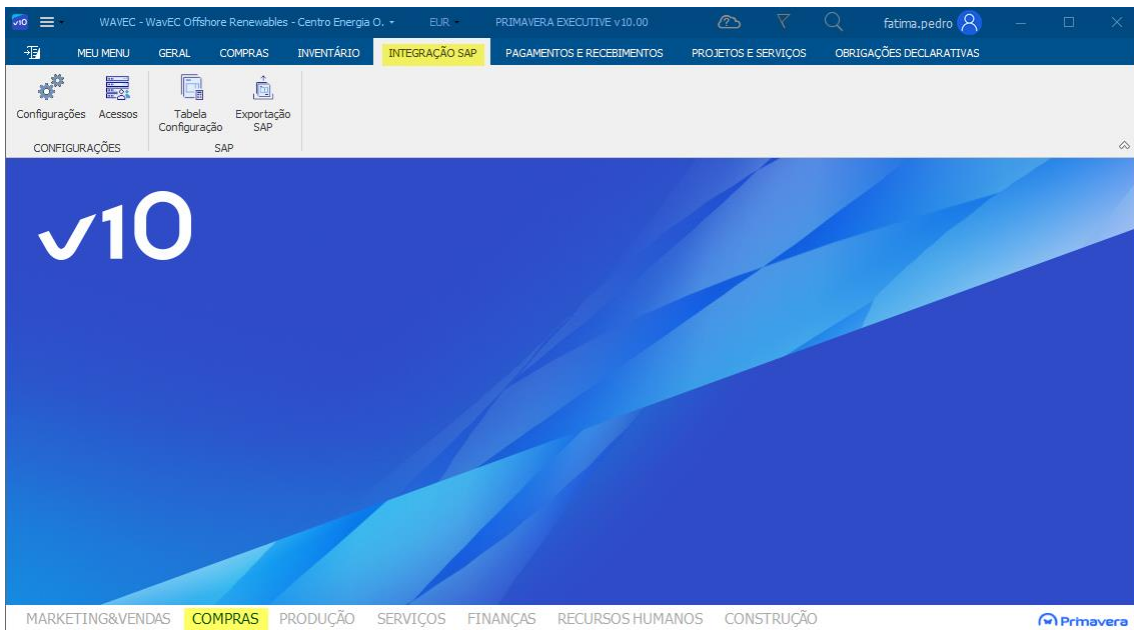 v10 WAVEC - WavEC Offshore Renewables - Centro Energia O. EUR PRIMAVERA EXECUTIVE v10.00 fatima.pedro
MEU MENU GERAL COMPRAS INVENTÁRIO INTEGRAÇÃO SAP PAGAMENTOS E RECEBIMENTOS PROJETOS E SERVIÇOS OBRIGAÇÕES DECLARATIVAS
Configurações Acessos Tabela Exportação
Configuração SAP
CONFIGURAÇÕES SAP
v10
MARKETING&VENDAS COMPRAS PRODUÇÃO SERVIÇOS FINANÇAS RECURSOS HUMANOS CONSTRUÇÃO Primavera